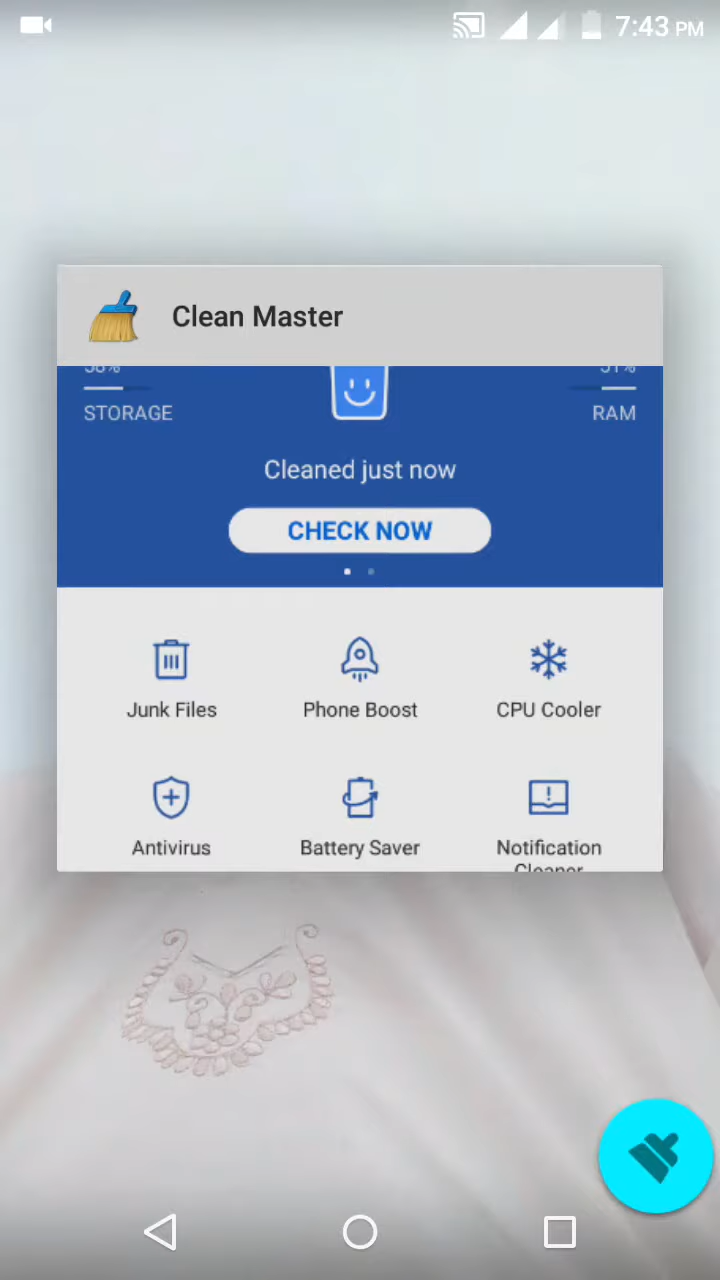 7:43 PM
Clean Master
STORAGE
RAM
Cleaned just now
CHECK NOW
Junk Files
Phone Boost
CPU Cooler
Antivirus
Battery Saver
Notification
Cleaner